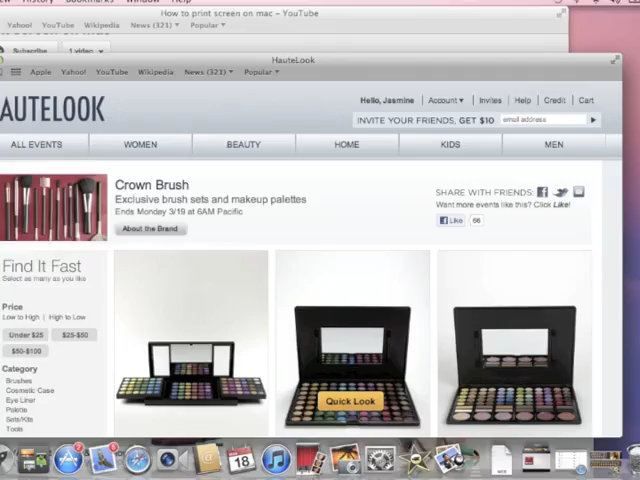 History Bookmarks Window Help
How to print screen on mac - YouTube
Yahoo! YouTube Wikipedia News (321) Popular
Subscribe 1 video
HauteLook
Apple Yahoo! YouTube Wikipedia News (321) Popular
AUTELOOK
Hello, Jasmine Account Invites Help Credit Cart
INVITE YOUR FRIENDS, GET $10 email address
ALL EVENTS WOMEN BEAUTY HOME KIDS MEN
Crown Brush
Exclusive brush sets and makeup palettes
Ends Monday 3/19 at 6AM Pacific
About the Brand
SHARE WITH FRIENDS:
Want more events like this? Click Like!
Like 66
Find It Fast
Select as many as you like
Price
Low to High | High to Low
Under $25 $25-$50
$50-$100
Category
Brushes
Cosmetic Case
Eye Liner
Palette
Sets/Kits
Tools
Quick Look
18